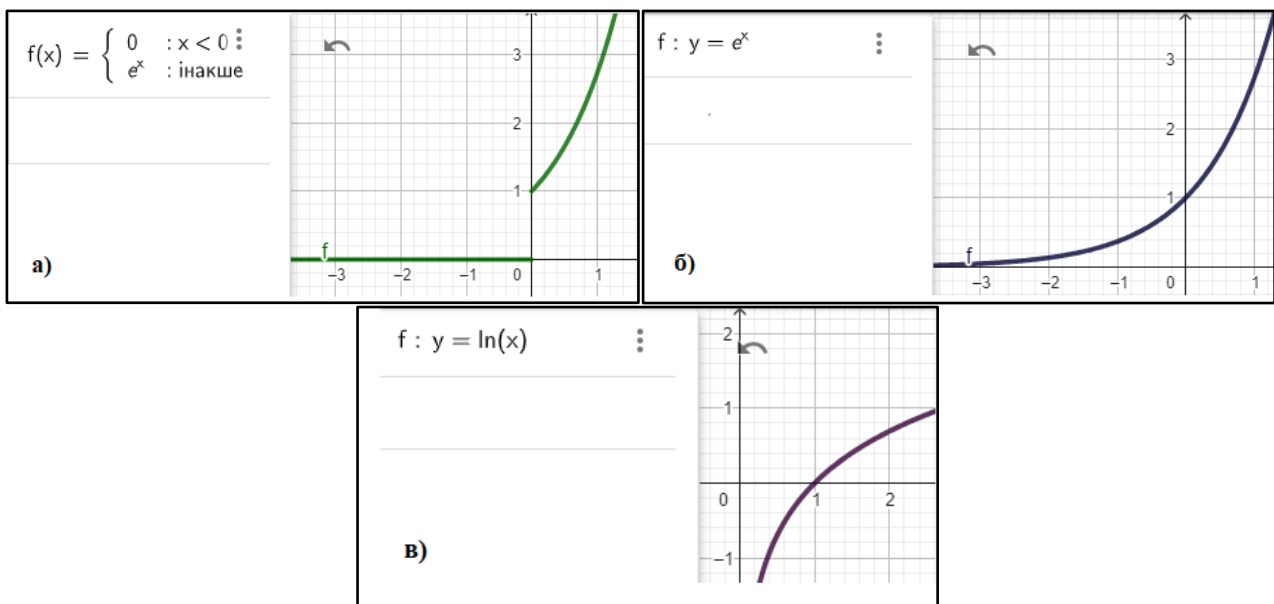 f(x) = { 0 : x < 0
e^x : інакше
3
2
1
f
−3 −2 −1 0 1
а)
f : y = e^x
3
2
1
f
−3 −2 −1 0 1
б)
f : y = ln(x)
2
1
0 1 2
−1
в)